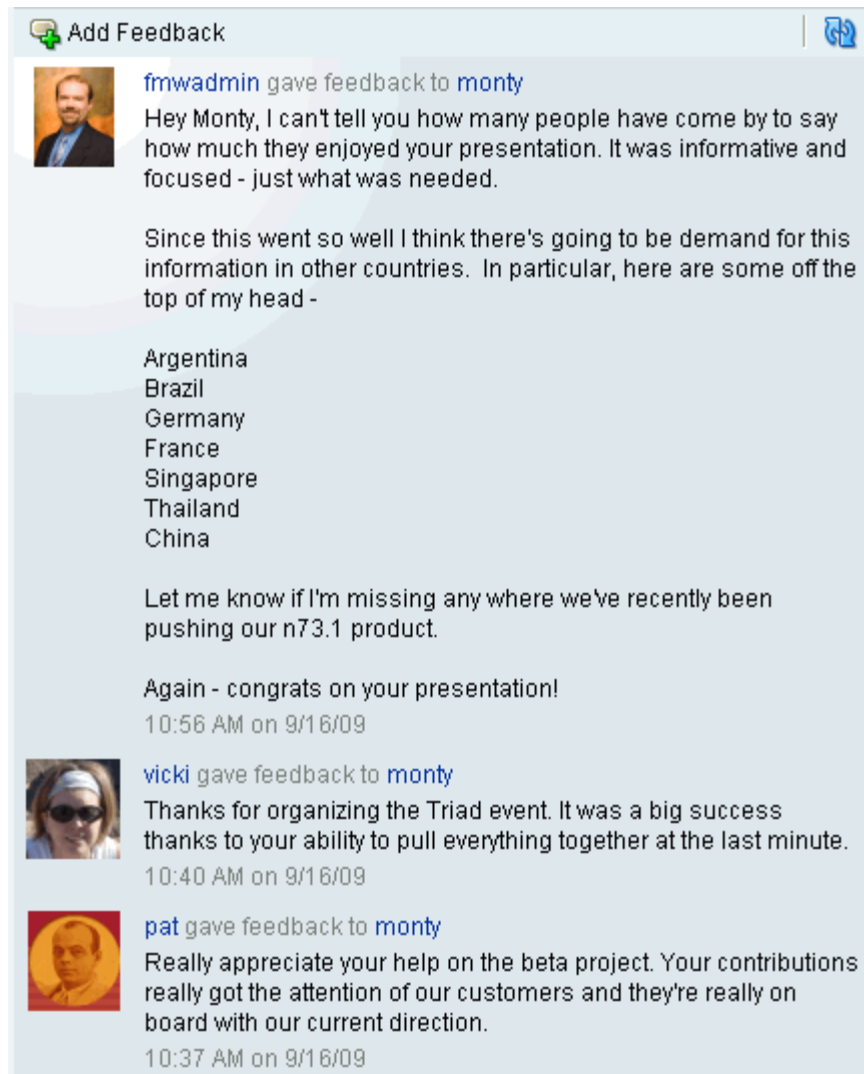 Add Feedback
fmwadmin gave feedback to monty
Hey Monty, I can't tell you how many people have come by to say
how much they enjoyed your presentation. It was informative and
focused - just what was needed.
Since this went so well I think there's going to be demand for this
information in other countries.  In particular, here are some off the
top of my head -
Argentina
Brazil
Germany
France
Singapore
Thailand
China
Let me know if I'm missing any where we've recently been
pushing our n73.1 product.
Again - congrats on your presentation!
10:56 AM on 9/16/09
vicki gave feedback to monty
Thanks for organizing the Triad event. It was a big success
thanks to your ability to pull everything together at the last minute.
10:40 AM on 9/16/09
pat gave feedback to monty
Really appreciate your help on the beta project. Your contributions
really got the attention of our customers and they're really on
board with our current direction.
10:37 AM on 9/16/09